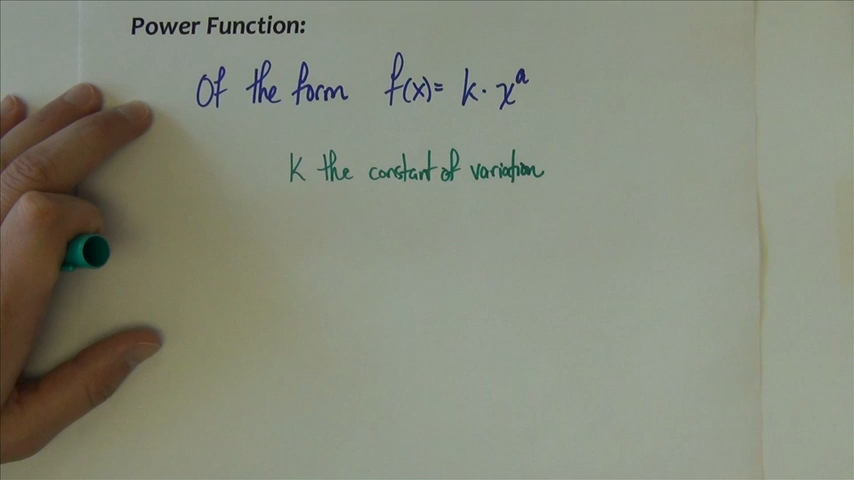 Power Function:
Of the form f(x)= k · x^a
K the constant of variation